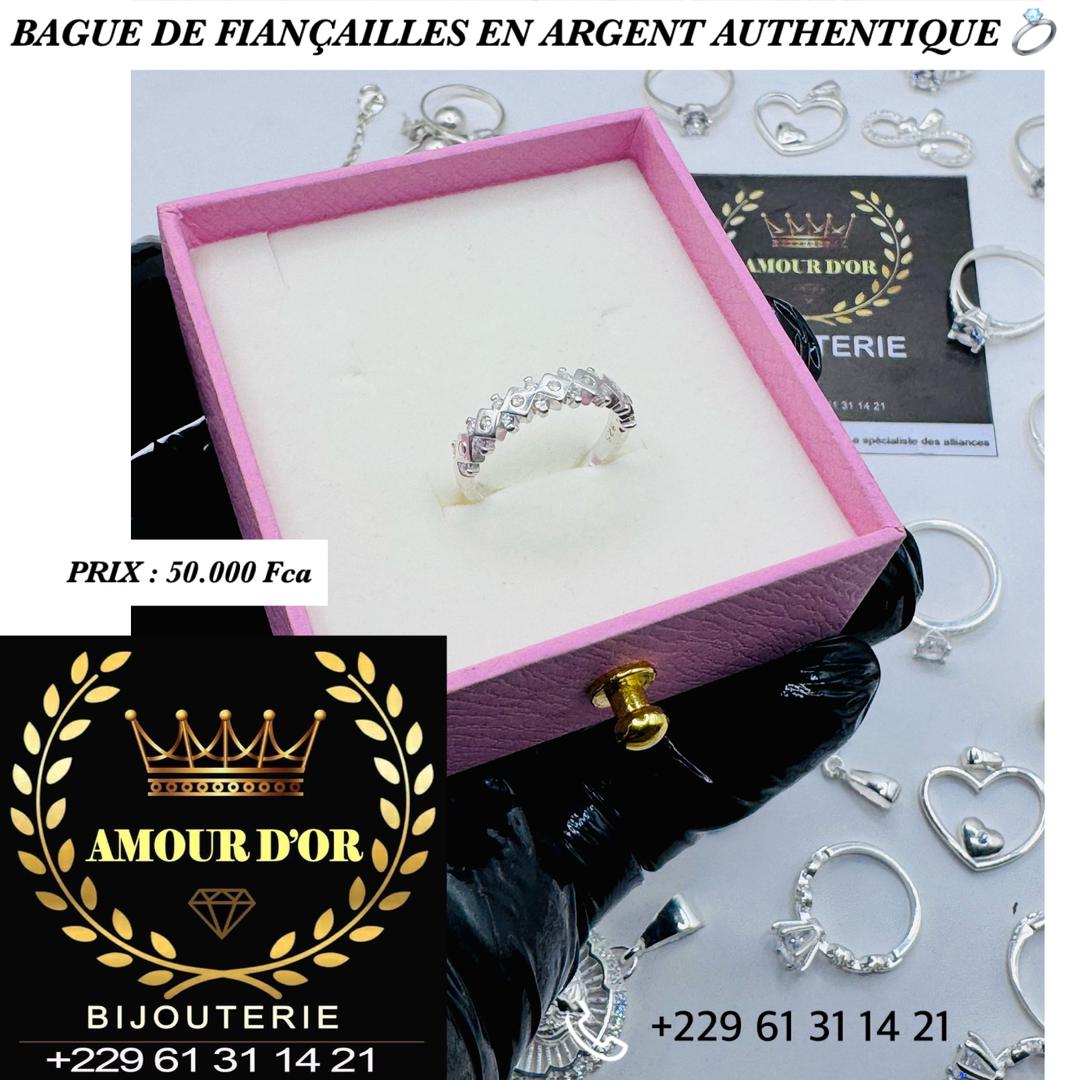 BAGUE DE FIANÇAILLES EN ARGENT AUTHENTIQUE 💍
AMOUR D'OR
TERIE
61 31 14 21
spécialiste des alliances
PRIX : 50.000 Fca
AMOUR D'OR
BIJOUTERIE
+229 61 31 14 21
+229 61 31 14 21